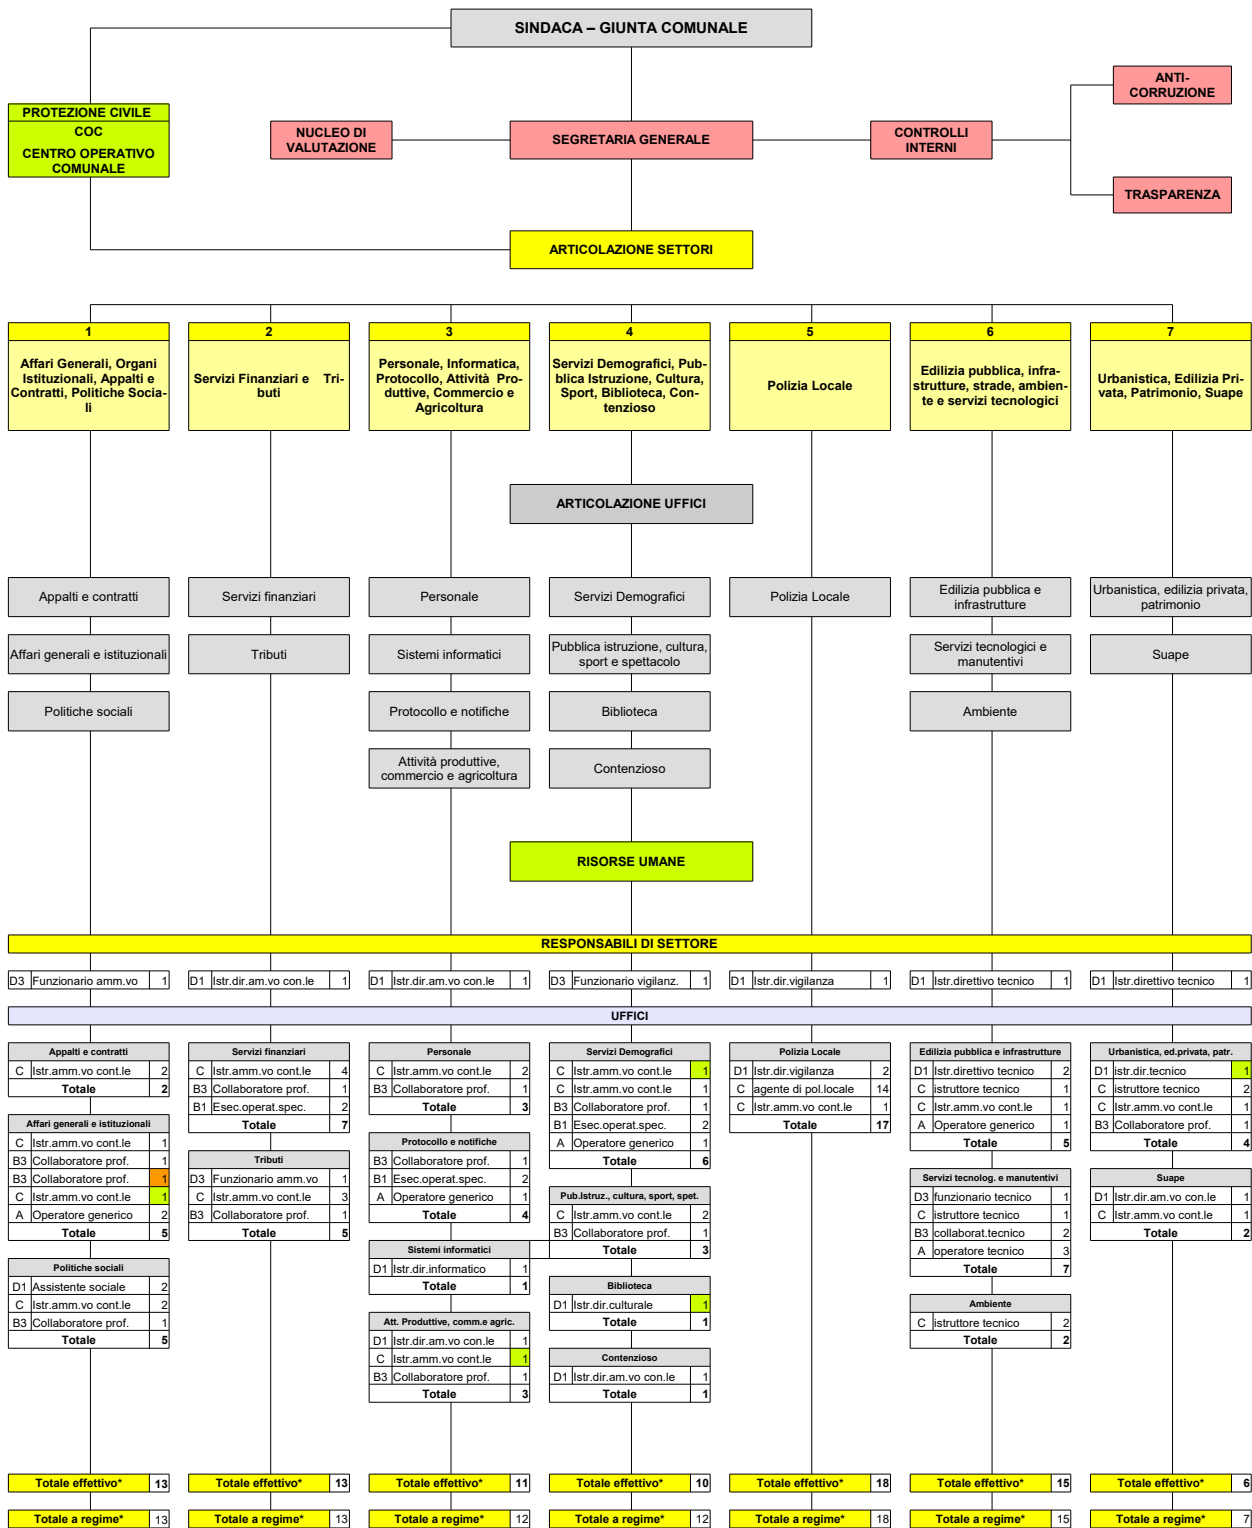 SINDACA – GIUNTA COMUNALE
ANTI-
CORRUZIONE
PROTEZIONE CIVILE
COC
CENTRO OPERATIVO
COMUNALE
NUCLEO DI
VALUTAZIONE
SEGRETARIA GENERALE
CONTROLLI
INTERNI
TRASPARENZA
ARTICOLAZIONE SETTORI
1
Affari Generali, Organi
Istituzionali, Appalti e
Contratti, Politiche Socia-
li
2
Servizi Finanziari e Tri-
buti
3
Personale, Informatica,
Protocollo, Attività Pro-
duttive, Commercio e
Agricoltura
4
Servizi Demografici, Pub-
blica Istruzione, Cultura,
Sport, Biblioteca, Con-
tenzioso
5
Polizia Locale
6
Edilizia pubblica, infra-
strutture, strade, ambien-
te e servizi tecnologici
7
Urbanistica, Edilizia Pri-
vata, Patrimonio, Suape
ARTICOLAZIONE UFFICI
Appalti e contratti
Affari generali e istituzionali
Politiche sociali
Servizi finanziari
Tributi
Personale
Sistemi informatici
Protocollo e notifiche
Attività produttive,
commercio e agricoltura
Servizi Demografici
Pubblica istruzione, cultura,
sport e spettacolo
Biblioteca
Contenzioso
Polizia Locale
Edilizia pubblica e
infrastrutture
Servizi tecnologici e
manutentivi
Ambiente
Urbanistica, edilizia privata,
patrimonio
Suape
RISORSE UMANE
RESPONSABILI DI SETTORE
D3 Funzionario amm.vo 1
D1 Istr.dir.am.vo con.le 1
D1 Istr.dir.am.vo con.le 1
D3 Funzionario vigilanz. 1
D1 Istr.dir.vigilanza 1
D1 Istr.direttivo tecnico 1
D1 Istr.direttivo tecnico 1
UFFICI
Appalti e contratti
C Istr.amm.vo cont.le 2
Totale 2
Affari generali e istituzionali
C Istr.amm.vo cont.le 1
B3 Collaboratore prof. 1
B3 Collaboratore prof. 1
C Istr.amm.vo cont.le 1
A Operatore generico 2
Totale 5
Politiche sociali
D1 Assistente sociale 2
C Istr.amm.vo cont.le 2
B3 Collaboratore prof. 1
Totale 5
Servizi finanziari
C Istr.amm.vo cont.le 4
B3 Collaboratore prof. 1
B1 Esec.operat.spec. 2
Totale 7
Tributi
D3 Funzionario amm.vo 1
C Istr.amm.vo cont.le 3
B3 Collaboratore prof. 1
Totale 5
Personale
C Istr.amm.vo cont.le 2
B3 Collaboratore prof. 1
Totale 3
Protocollo e notifiche
B3 Collaboratore prof. 1
B1 Esec.operat.spec. 2
A Operatore generico 1
Totale 4
Sistemi informatici
D1 Istr.dir.informatico 1
Totale 1
Att. Produttive, comm.e agric.
D1 Istr.dir.am.vo con.le 1
C Istr.amm.vo cont.le 1
B3 Collaboratore prof. 1
Totale 3
Servizi Demografici
C Istr.amm.vo cont.le 1
C Istr.amm.vo cont.le 1
B3 Collaboratore prof. 1
B1 Esec.operat.spec. 2
A Operatore generico 1
Totale 6
Pub.Istruz., cultura, sport, spet.
C Istr.amm.vo cont.le 2
B3 Collaboratore prof. 1
Totale 3
Biblioteca
D1 Istr.dir.culturale 1
Totale 1
Contenzioso
D1 Istr.dir.am.vo con.le 1
Totale 1
Polizia Locale
D1 Istr.dir.vigilanza 2
C agente di pol.locale 14
C Istr.amm.vo cont.le 1
Totale 17
Edilizia pubblica e infrastrutture
D1 Istr.direttivo tecnico 2
C istruttore tecnico 1
C Istr.amm.vo cont.le 1
A Operatore generico 1
Totale 5
Servizi tecnolog. e manutentivi
D3 funzionario tecnico 1
C istruttore tecnico 1
B3 collaborat.tecnico 2
A operatore tecnico 3
Totale 7
Ambiente
C istruttore tecnico 2
Totale 2
Urbanistica, ed.privata, patr.
D1 istr.dir.tecnico 1
C istruttore tecnico 2
C Istr.amm.vo cont.le 1
B3 Collaboratore prof. 1
Totale 4
Suape
D1 Istr.dir.am.vo con.le 1
C Istr.amm.vo cont.le 1
Totale 2
Totale effettivo* 13
Totale effettivo* 13
Totale effettivo* 11
Totale effettivo* 10
Totale effettivo* 18
Totale effettivo* 15
Totale effettivo* 6
Totale a regime* 13
Totale a regime* 13
Totale a regime* 12
Totale a regime* 12
Totale a regime* 18
Totale a regime* 15
Totale a regime* 7